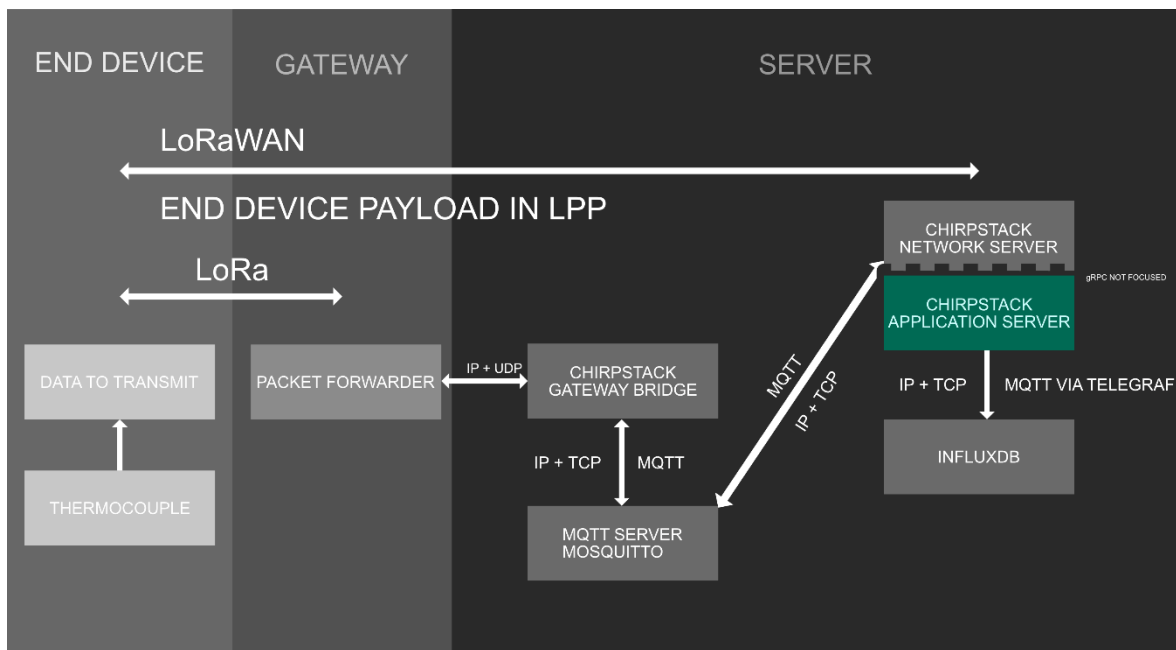 END DEVICE
GATEWAY
SERVER
LoRaWAN
END DEVICE PAYLOAD IN LPP
LoRa
CHIRPSTACK
NETWORK SERVER
gRPC NOT FOCUSED
CHIRPSTACK
APPLICATION SERVER
DATA TO TRANSMIT
PACKET FORWARDER
IP + UDP
CHIRPSTACK
GATEWAY BRIDGE
MQTT
IP + TCP
IP + TCP
MQTT VIA TELEGRAF
IP + TCP
MQTT
INFLUXDB
THERMOCOUPLE
MQTT SERVER
MOSQUITTO